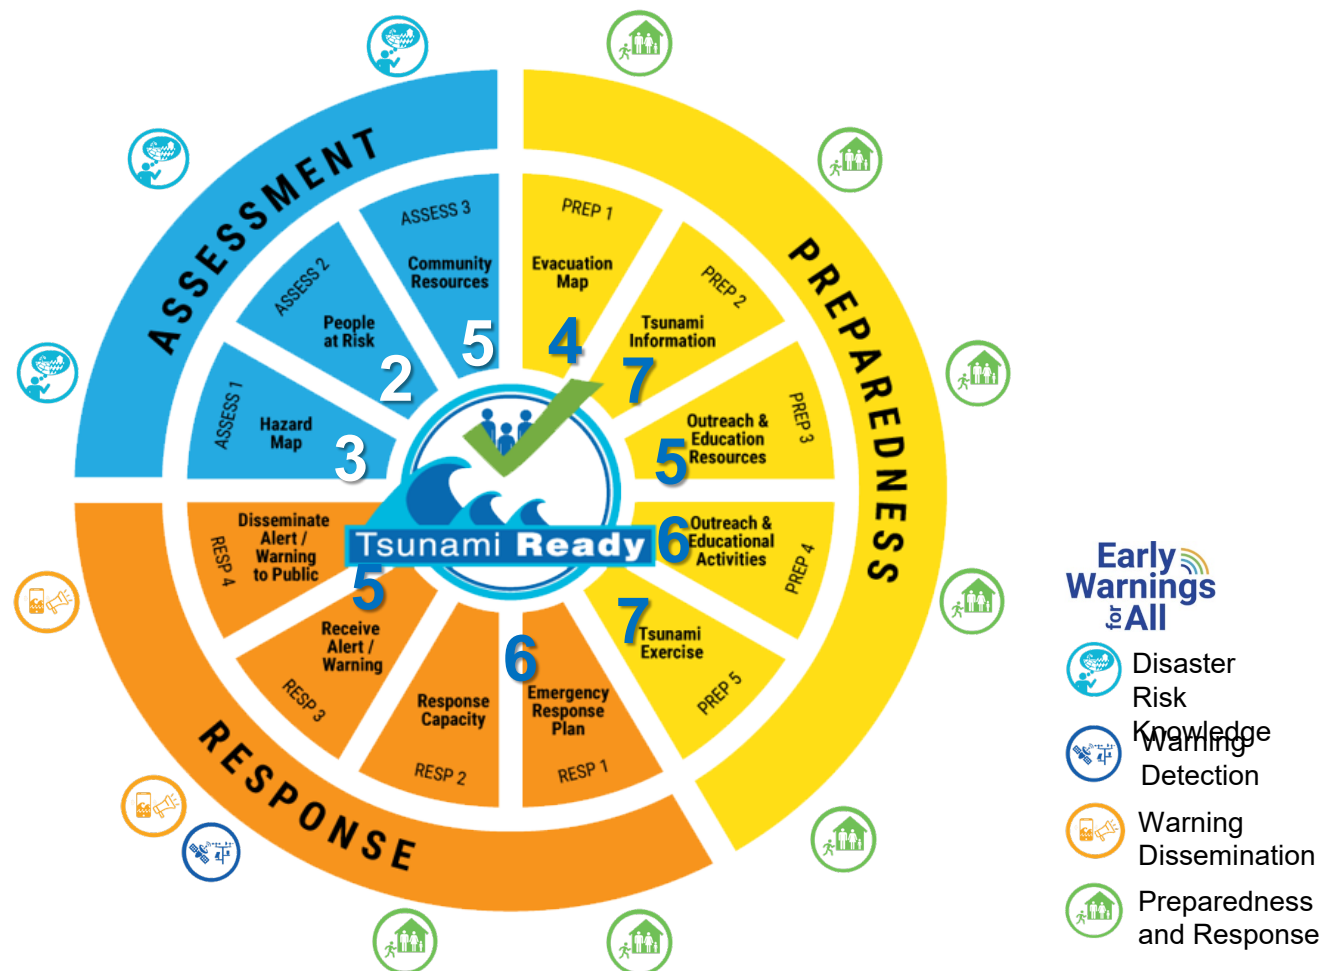 ASSESSMENT
PREPAREDNESS
RESPONSE
ASSESS 1
Hazard
Map
3
ASSESS 2
People
at Risk
2
ASSESS 3
Community
Resources
5
PREP 1
Evacuation
Map
4
PREP 2
Tsunami
Information
7
PREP 3
Outreach &
Education
Resources
5
PREP 4
Outreach &
Educational
Activities
6
PREP 5
Tsunami
Exercise
7
RESP 1
Emergency
Response
Plan
6
RESP 2
Response
Capacity
RESP 3
Receive
Alert /
Warning
5
RESP 4
Disseminate
Alert /
Warning
to Public
Tsunami Ready
Early
Warnings
for All
Disaster
Risk
Knowledge
Warning
Detection
Warning
Dissemination
Preparedness
and Response